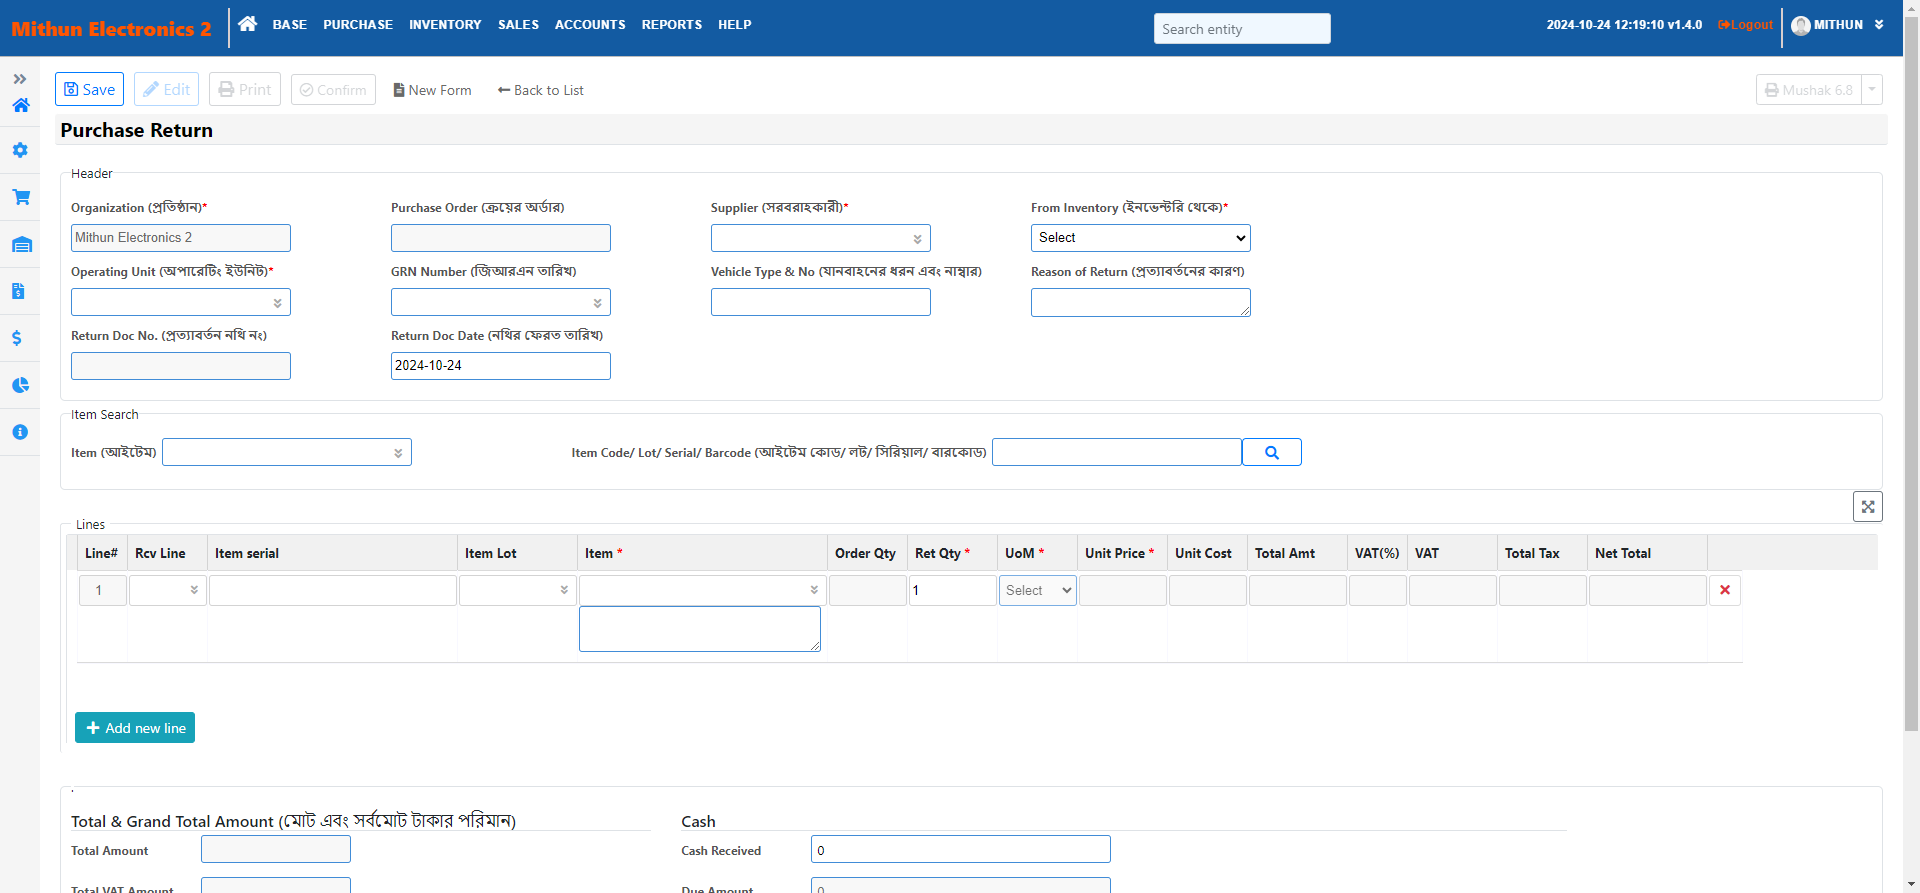 Mithun Electronics 2 BASE PURCHASE INVENTORY SALES ACCOUNTS REPORTS HELP Search entity 2024-10-24 12:19:10 v1.4.0 Logout MITHUN
Save Edit Print Confirm New Form Back to List Mushak 6.8
Purchase Return
Header
Organization (প্রতিষ্ঠান)* Purchase Order (ক্রয়ের অর্ডার) Supplier (সরবরাহকারী)* From Inventory (ইনভেন্টরি থেকে)*
Mithun Electronics 2 Select
Operating Unit (অপারেটিং ইউনিট)* GRN Number (জিআরএন তারিখ) Vehicle Type & No (যানবাহনের ধরন এবং নাম্বার) Reason of Return (প্রত্যাবর্তনের কারণ)
Return Doc No. (প্রত্যাবর্তন নথি নং) Return Doc Date (নথির ফেরত তারিখ)
2024-10-24
Item Search
Item (আইটেম) Item Code/ Lot/ Serial/ Barcode (আইটেম কোড/ লট/ সিরিয়াল/ বারকোড)
Lines
Line# Rcv Line Item serial Item Lot Item * Order Qty Ret Qty * UoM * Unit Price * Unit Cost Total Amt VAT(%) VAT Total Tax Net Total
1 1 Select
Add new line
Total & Grand Total Amount (মোট এবং সর্বমোট টাকার পরিমান) Cash
Total Amount Cash Received 0
Total VAT Amount Due Amount 0